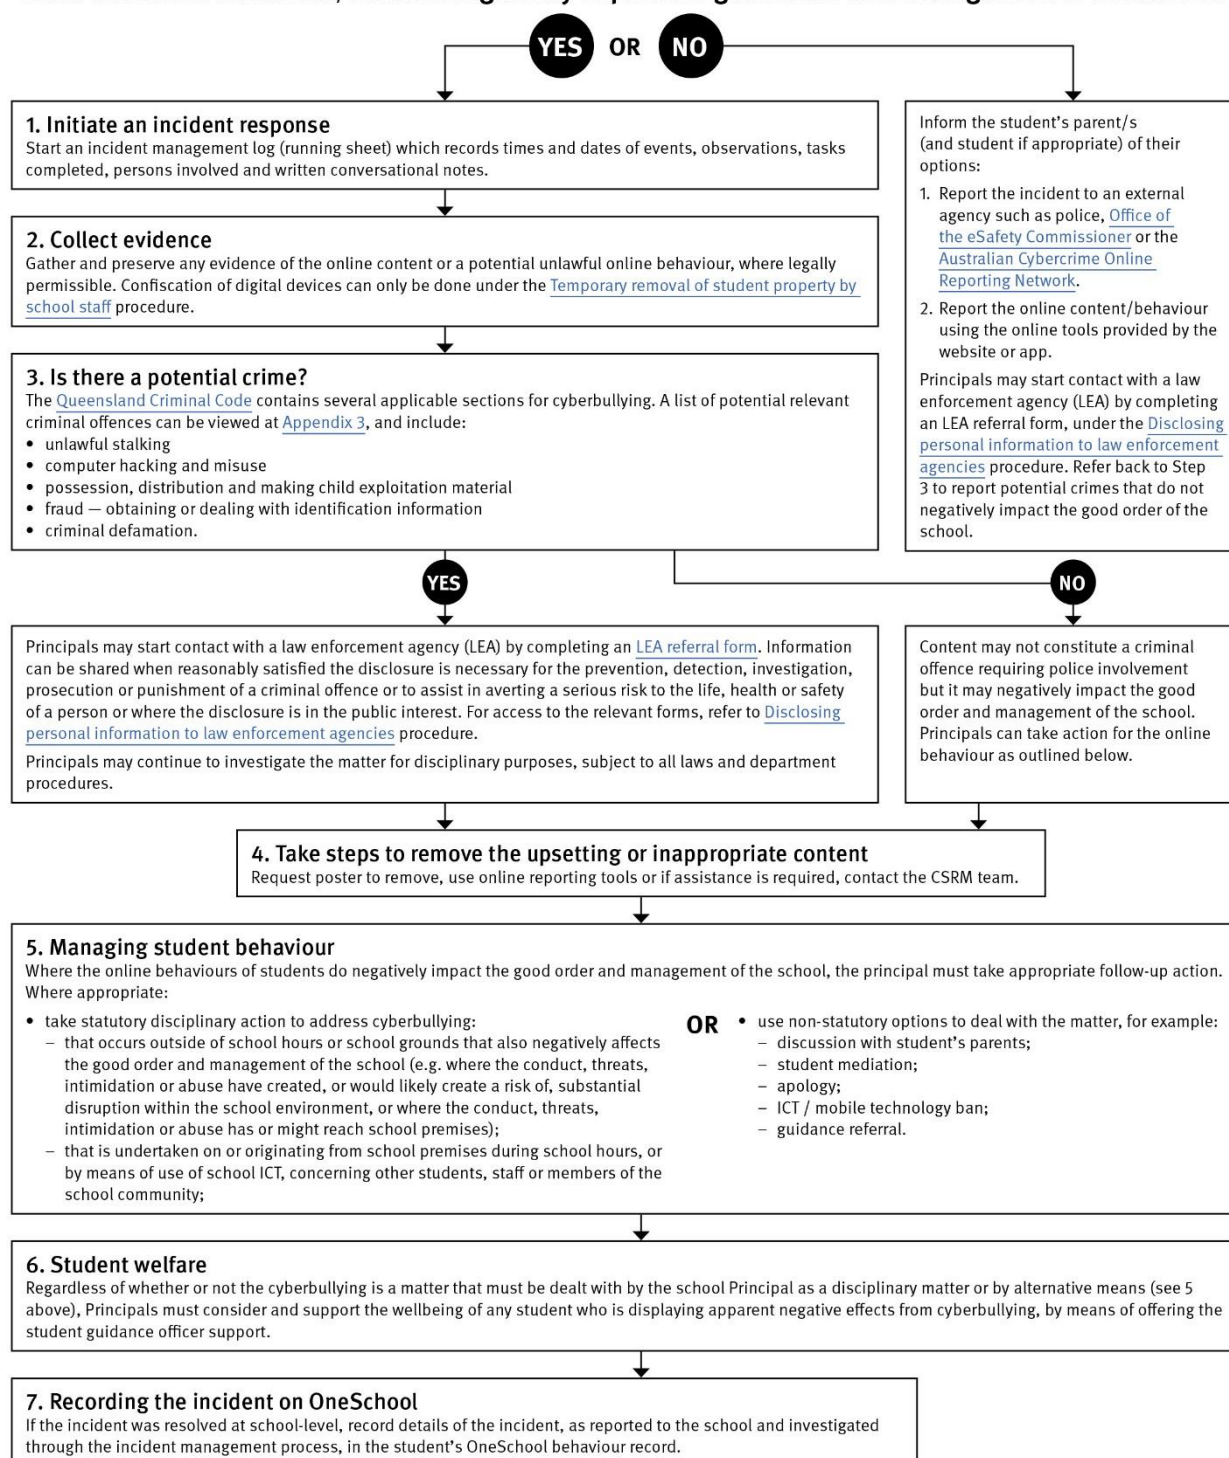 YES OR NO
1. Initiate an incident response
Start an incident management log (running sheet) which records times and dates of events, observations, tasks
completed, persons involved and written conversational notes.
2. Collect evidence
Gather and preserve any evidence of the online content or a potential unlawful online behaviour, where legally
permissible. Confiscation of digital devices can only be done under the Temporary removal of student property by
school staff procedure.
3. Is there a potential crime?
The Queensland Criminal Code contains several applicable sections for cyberbullying. A list of potential relevant
criminal offences can be viewed at Appendix 3, and include:
• unlawful stalking
• computer hacking and misuse
• possession, distribution and making child exploitation material
• fraud — obtaining or dealing with identification information
• criminal defamation.
Inform the student's parent/s
(and student if appropriate) of their
options:
1. Report the incident to an external
agency such as police, Office of
the eSafety Commissioner or the
Australian Cybercrime Online
Reporting Network.
2. Report the online content/behaviour
using the online tools provided by the
website or app.
Principals may start contact with a law
enforcement agency (LEA) by completing
an LEA referral form, under the Disclosing
personal information to law enforcement
agencies procedure. Refer back to Step
3 to report potential crimes that do not
negatively impact the good order of the
school.
YES
NO
Principals may start contact with a law enforcement agency (LEA) by completing an LEA referral form. Information
can be shared when reasonably satisfied the disclosure is necessary for the prevention, detection, investigation,
prosecution or punishment of a criminal offence or to assist in averting a serious risk to the life, health or safety
of a person or where the disclosure is in the public interest. For access to the relevant forms, refer to Disclosing
personal information to law enforcement agencies procedure.
Principals may continue to investigate the matter for disciplinary purposes, subject to all laws and department
procedures.
Content may not constitute a criminal
offence requiring police involvement
but it may negatively impact the good
order and management of the school.
Principals can take action for the online
behaviour as outlined below.
4. Take steps to remove the upsetting or inappropriate content
Request poster to remove, use online reporting tools or if assistance is required, contact the CSRM team.
5. Managing student behaviour
Where the online behaviours of students do negatively impact the good order and management of the school, the principal must take appropriate follow-up action.
Where appropriate:
• take statutory disciplinary action to address cyberbullying:
– that occurs outside of school hours or school grounds that also negatively affects
the good order and management of the school (e.g. where the conduct, threats,
intimidation or abuse have created, or would likely create a risk of, substantial
disruption within the school environment, or where the conduct, threats,
intimidation or abuse has or might reach school premises);
– that is undertaken on or originating from school premises during school hours, or
by means of use of school ICT, concerning other students, staff or members of the
school community;
OR
• use non-statutory options to deal with the matter, for example:
– discussion with student's parents;
– student mediation;
– apology;
– ICT / mobile technology ban;
– guidance referral.
6. Student welfare
Regardless of whether or not the cyberbullying is a matter that must be dealt with by the school Principal as a disciplinary matter or by alternative means (see 5
above), Principals must consider and support the wellbeing of any student who is displaying apparent negative effects from cyberbullying, by means of offering the
student guidance officer support.
7. Recording the incident on OneSchool
If the incident was resolved at school-level, record details of the incident, as reported to the school and investigated
through the incident management process, in the student's OneSchool behaviour record.